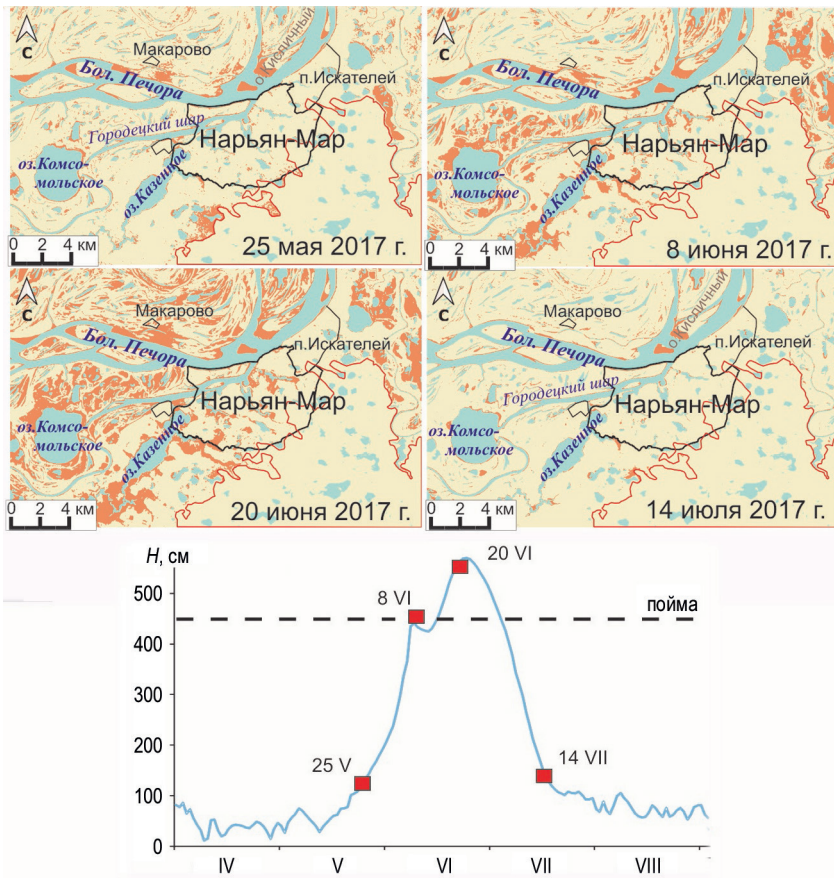 с
Макарово
о. Кисличный
Бол. Печора
п.Искателей
Городецкий шар
Нарьян-Мар
оз.Комсо-
мольское
оз.Казенное
0 2 4 км
25 мая 2017 г.
с
Макарово
Бол. Печора
п.Искателей
Нарьян-Мар
оз.Комсо-
мольское
оз.Казенное
0 2 4 км
8 июня 2017 г.
с
Макарово
Бол. Печора
п.Искателей
Нарьян-Мар
оз.Комсо-
мольское
оз.Казенное
0 2 4 км
20 июня 2017 г.
с
Макарово
о.Кисличный
Бол. Печора
п.Искателей
Городецкий шар
Нарьян-Мар
оз.Комсо-
мольское
оз.Казенное
0 2 4 км
14 июля 2017 г.
H, см
20 VI
500
8 VI
пойма
400
300
200
25 V
14 VII
100
0
IV V VI VII VIII